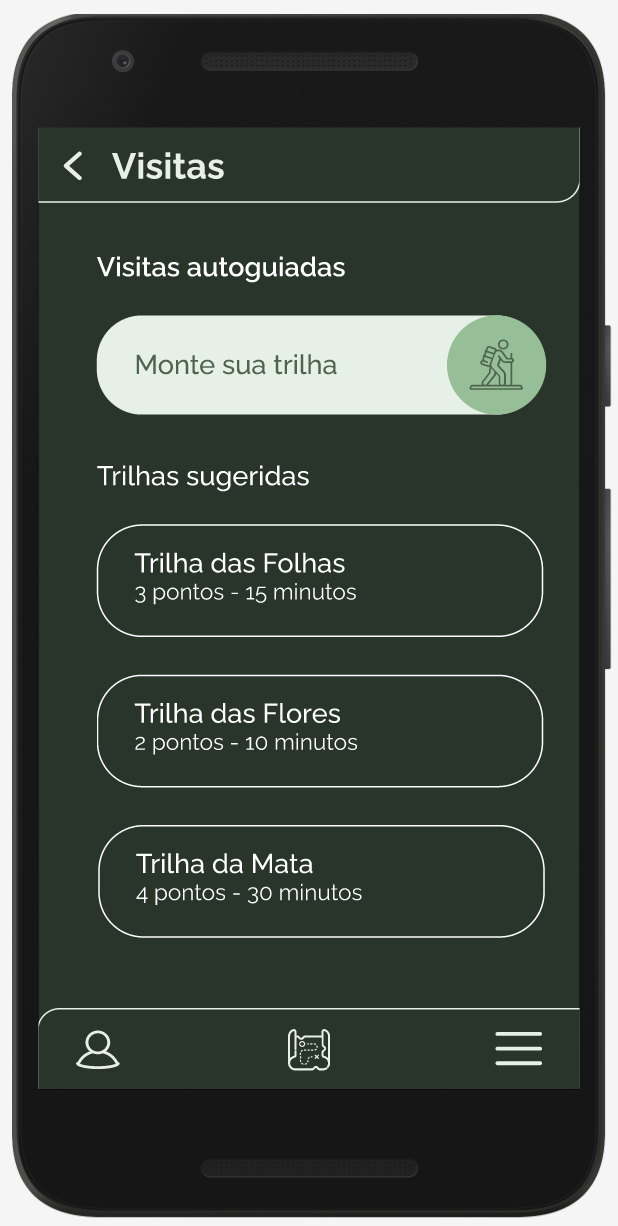 Visitas
Visitas autoguiadas
Monte sua trilha
Trilhas sugeridas
Trilha das Folhas
3 pontos - 15 minutos
Trilha das Flores
2 pontos - 10 minutos
Trilha da Mata
4 pontos - 30 minutos